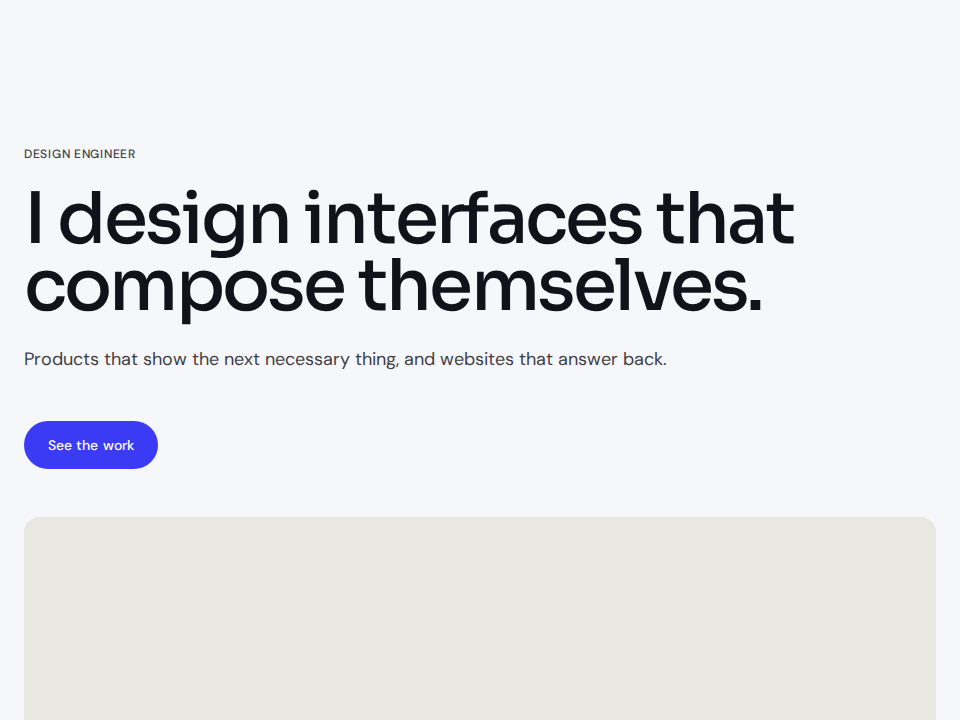 DESIGN ENGINEER
I design interfaces that
compose themselves.
Products that show the next necessary thing, and websites that answer back.
See the work